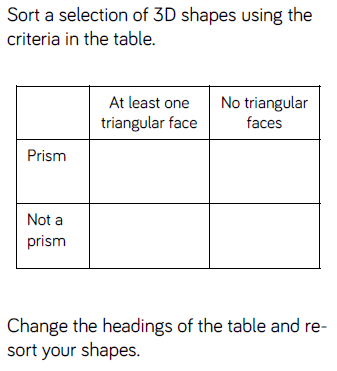 Sort a selection of 3D shapes using the
criteria in the table.
At least one
triangular face
No triangular
faces
Prism
Not a
prism
Change the headings of the table and re-
sort your shapes.